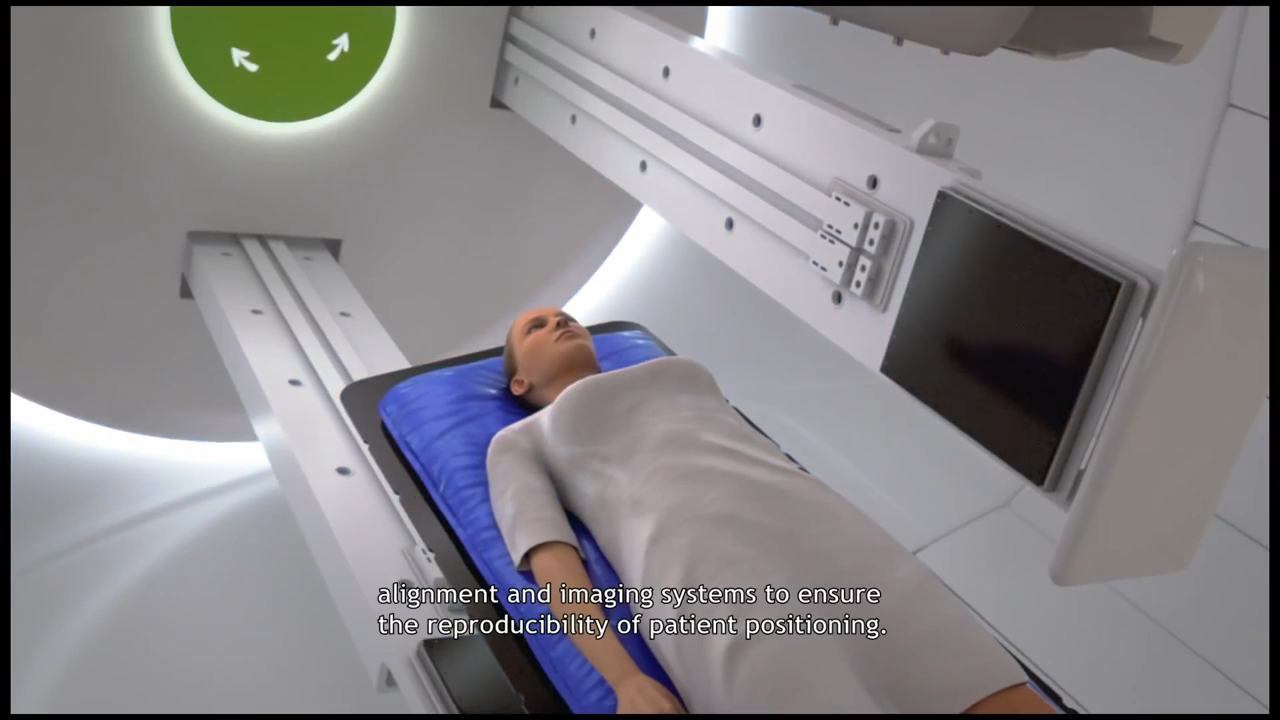 alignment and imaging systems to ensure
the reproducibility of patient positioning.